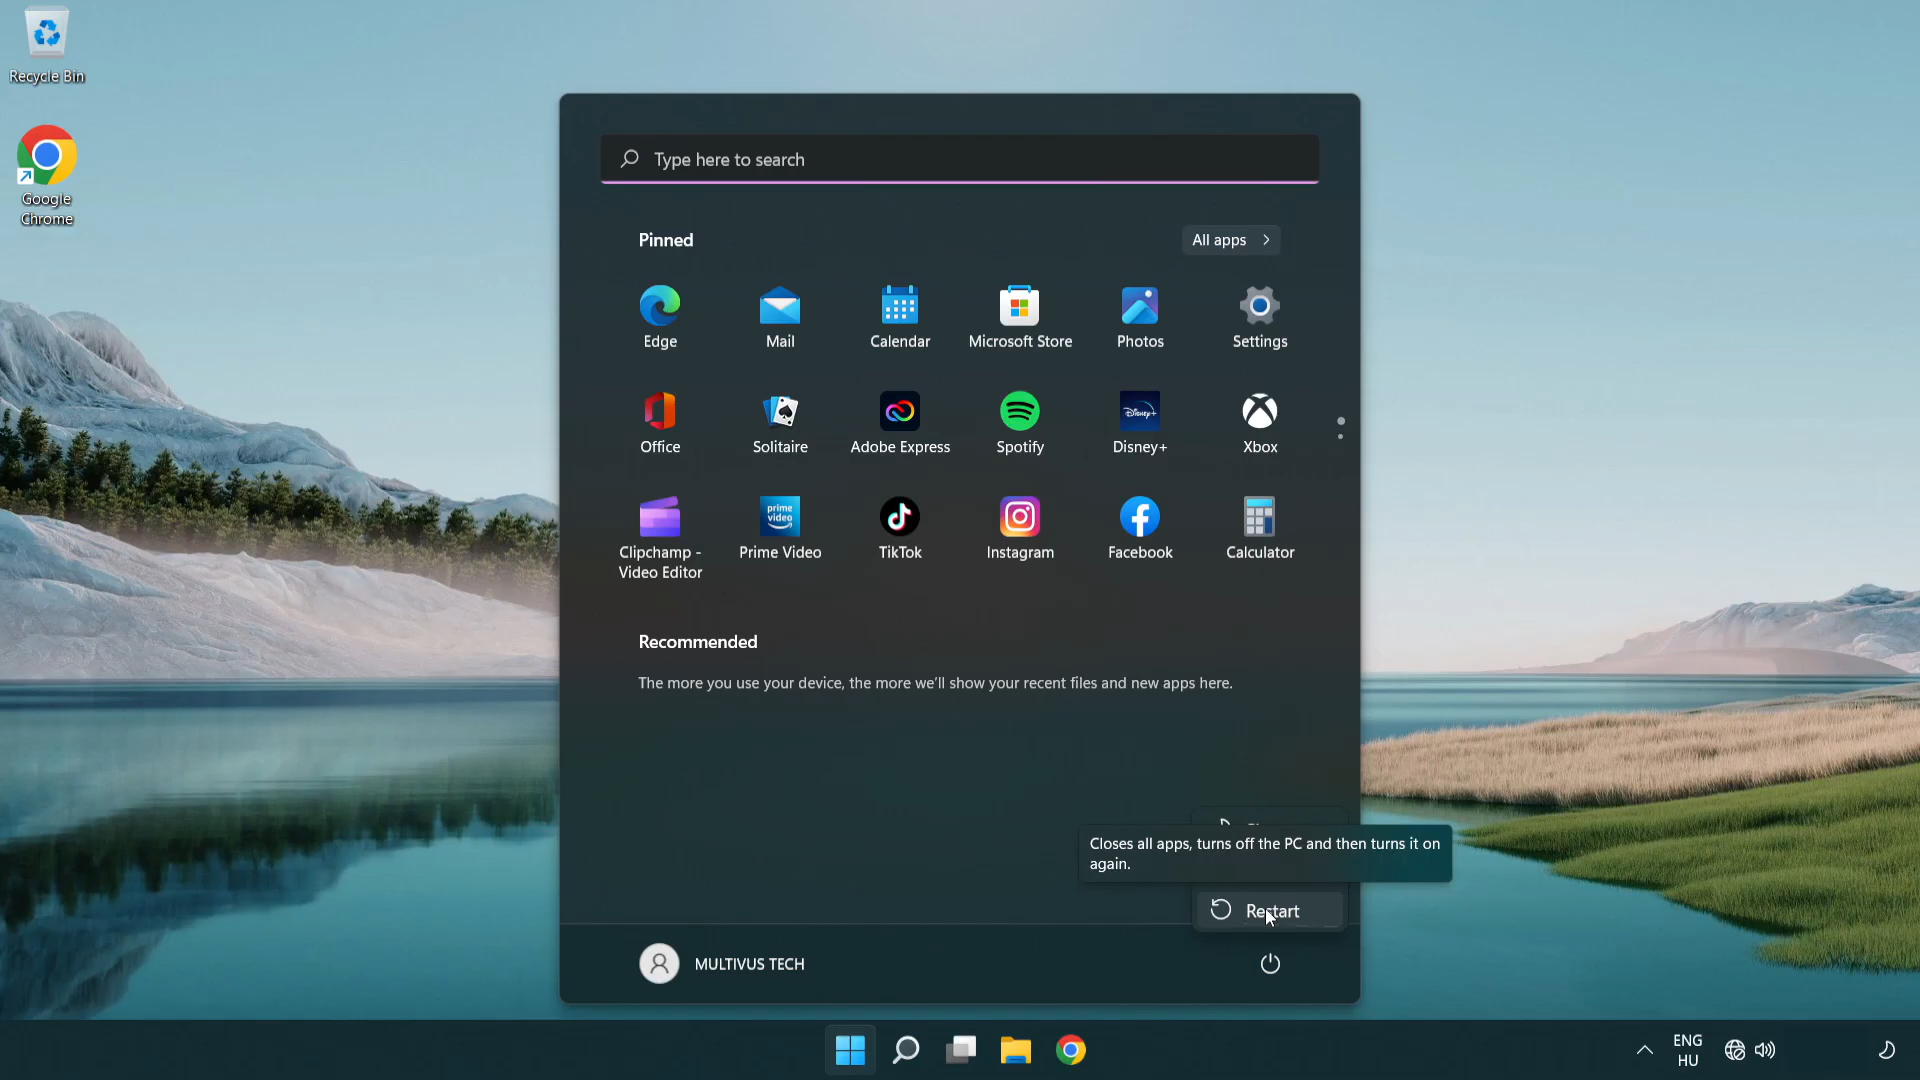 Recycle Bin
Google
Chrome
Type here to search
Pinned
All apps
Edge
Mail
Calendar
Microsoft Store
Photos
Settings
Office
Solitaire
Adobe Express
Spotify
Disney+
Disney+
Xbox
prime
video
Clipchamp -
Video Editor
Prime Video
TikTok
Instagram
Facebook
Calculator
Recommended
The more you use your device, the more we'll show your recent files and new apps here.
Closes all apps, turns off the PC and then turns it on
again.
Restart
MULTIVUS TECH
ENG
HU